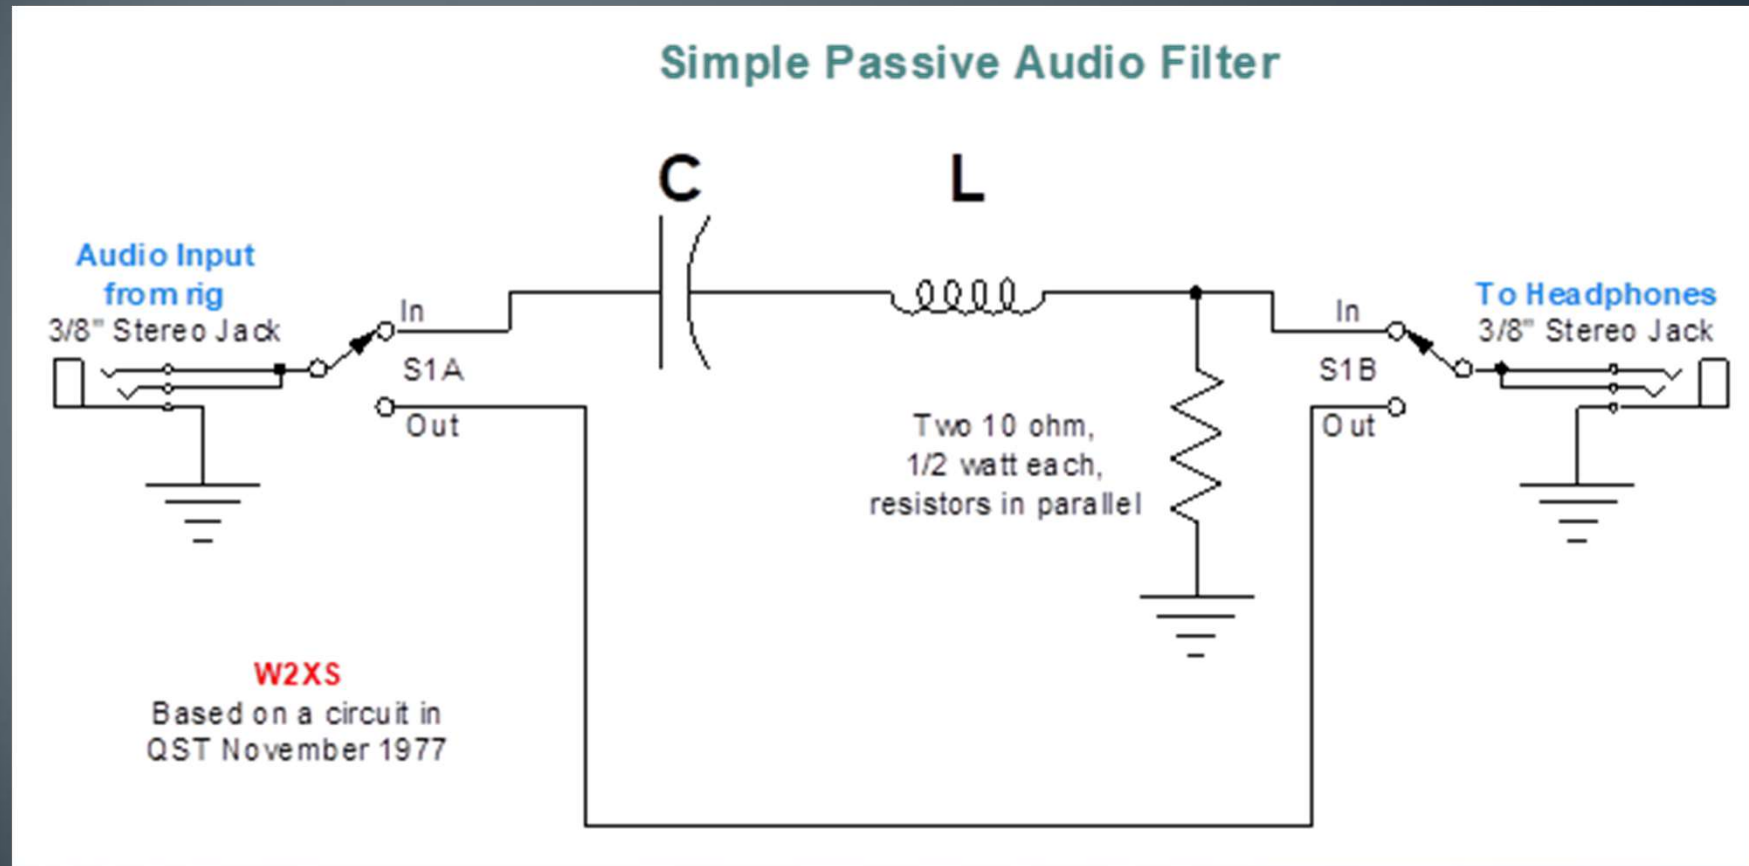 Simple Passive Audio Filter
C
L
Audio Input
from rig
3/8" Stereo Jack
In
S1A
Out
Two 10 ohm,
1/2 watt each,
resistors in parallel
In
S1B
Out
To Headphones
3/8" Stereo Jack
W2XS
Based on a circuit in
QST November 1977